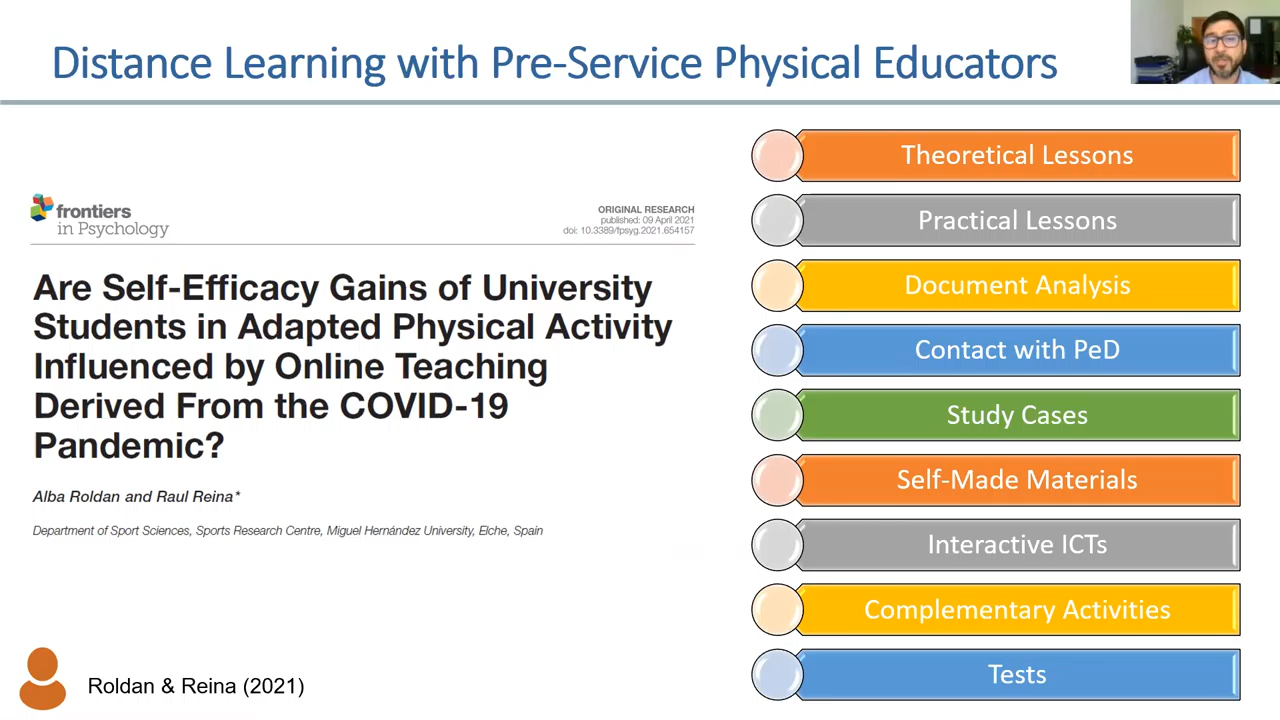 Distance Learning with Pre-Service Physical Educators
frontiers
in Psychology
ORIGINAL RESEARCH
published: 09 April 2021
doi: 10.3389/fpsyg.2021.654157
Are Self-Efficacy Gains of University
Students in Adapted Physical Activity
Influenced by Online Teaching
Derived From the COVID-19
Pandemic?
Alba Roldan and Raul Reina*
Department of Sport Sciences, Sports Research Centre, Miguel Hernández University, Elche, Spain
Roldan & Reina (2021)
Theoretical Lessons
Practical Lessons
Document Analysis
Contact with PeD
Study Cases
Self-Made Materials
Interactive ICTs
Complementary Activities
Tests